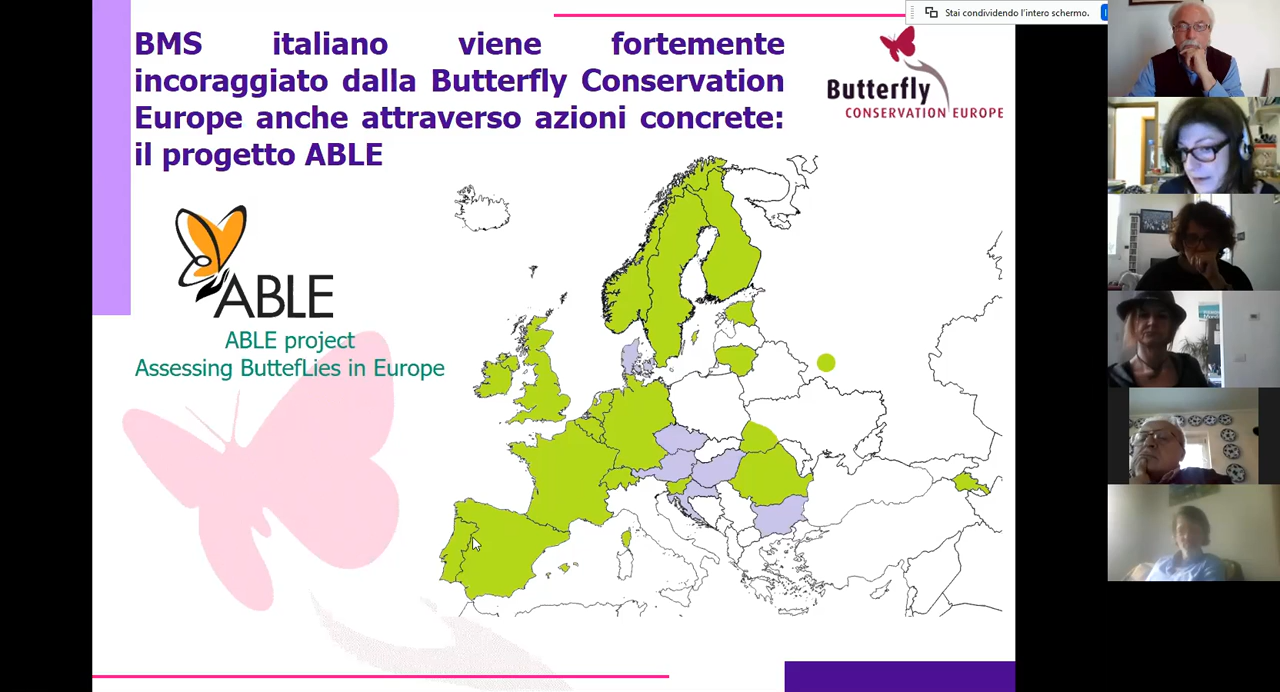 Stai condividendo l'intero schermo.
BMS italiano viene fortemente
incoraggiato dalla Butterfly Conservation
Europe anche attraverso azioni concrete:
il progetto ABLE
Butterfly
CONSERVATION EUROPE
ABLE
ABLE project
Assessing ButtefLies in Europe